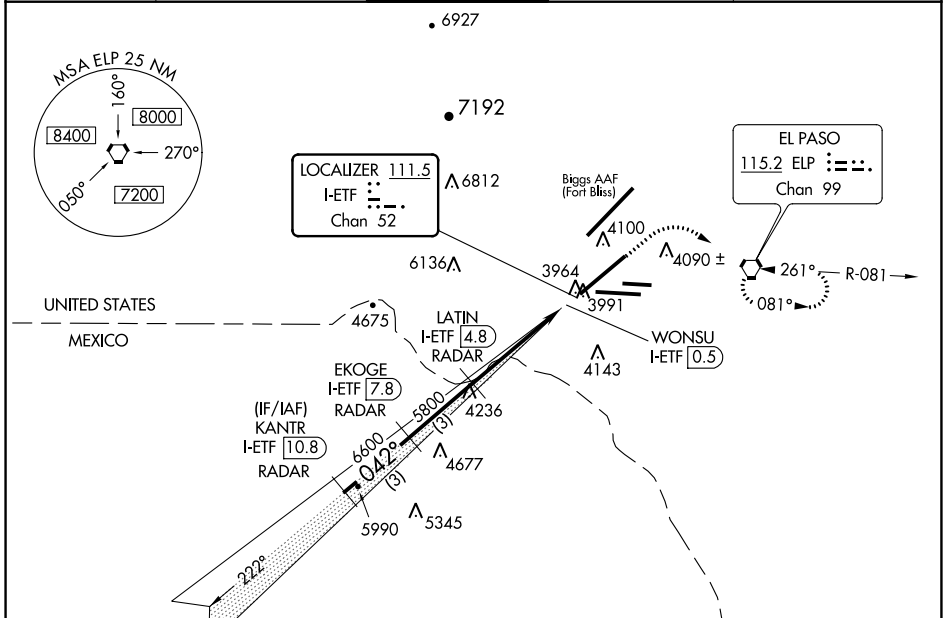 6927
MSA ELP 25 NM
160°
8400
8000
270°
050°
7200
7192
LOCALIZER 111.5
I-ETF
Chan 52
6812
Biggs AAF
(Fort Bliss)
EL PASO
115.2 ELP
Chan 99
4100
4090 ±
6136
3964
3991
261°
R-081
081°
UNITED STATES
MEXICO
4675
LATIN
I-ETF 4.8
RADAR
WONSU
I-ETF 0.5
4143
EKOGE
I-ETF 7.8
RADAR
5800
(3)
4236
(IF/IAF)
KANTR
I-ETF 10.8
RADAR
6600
042°
(3)
4677
5990
5345
222°